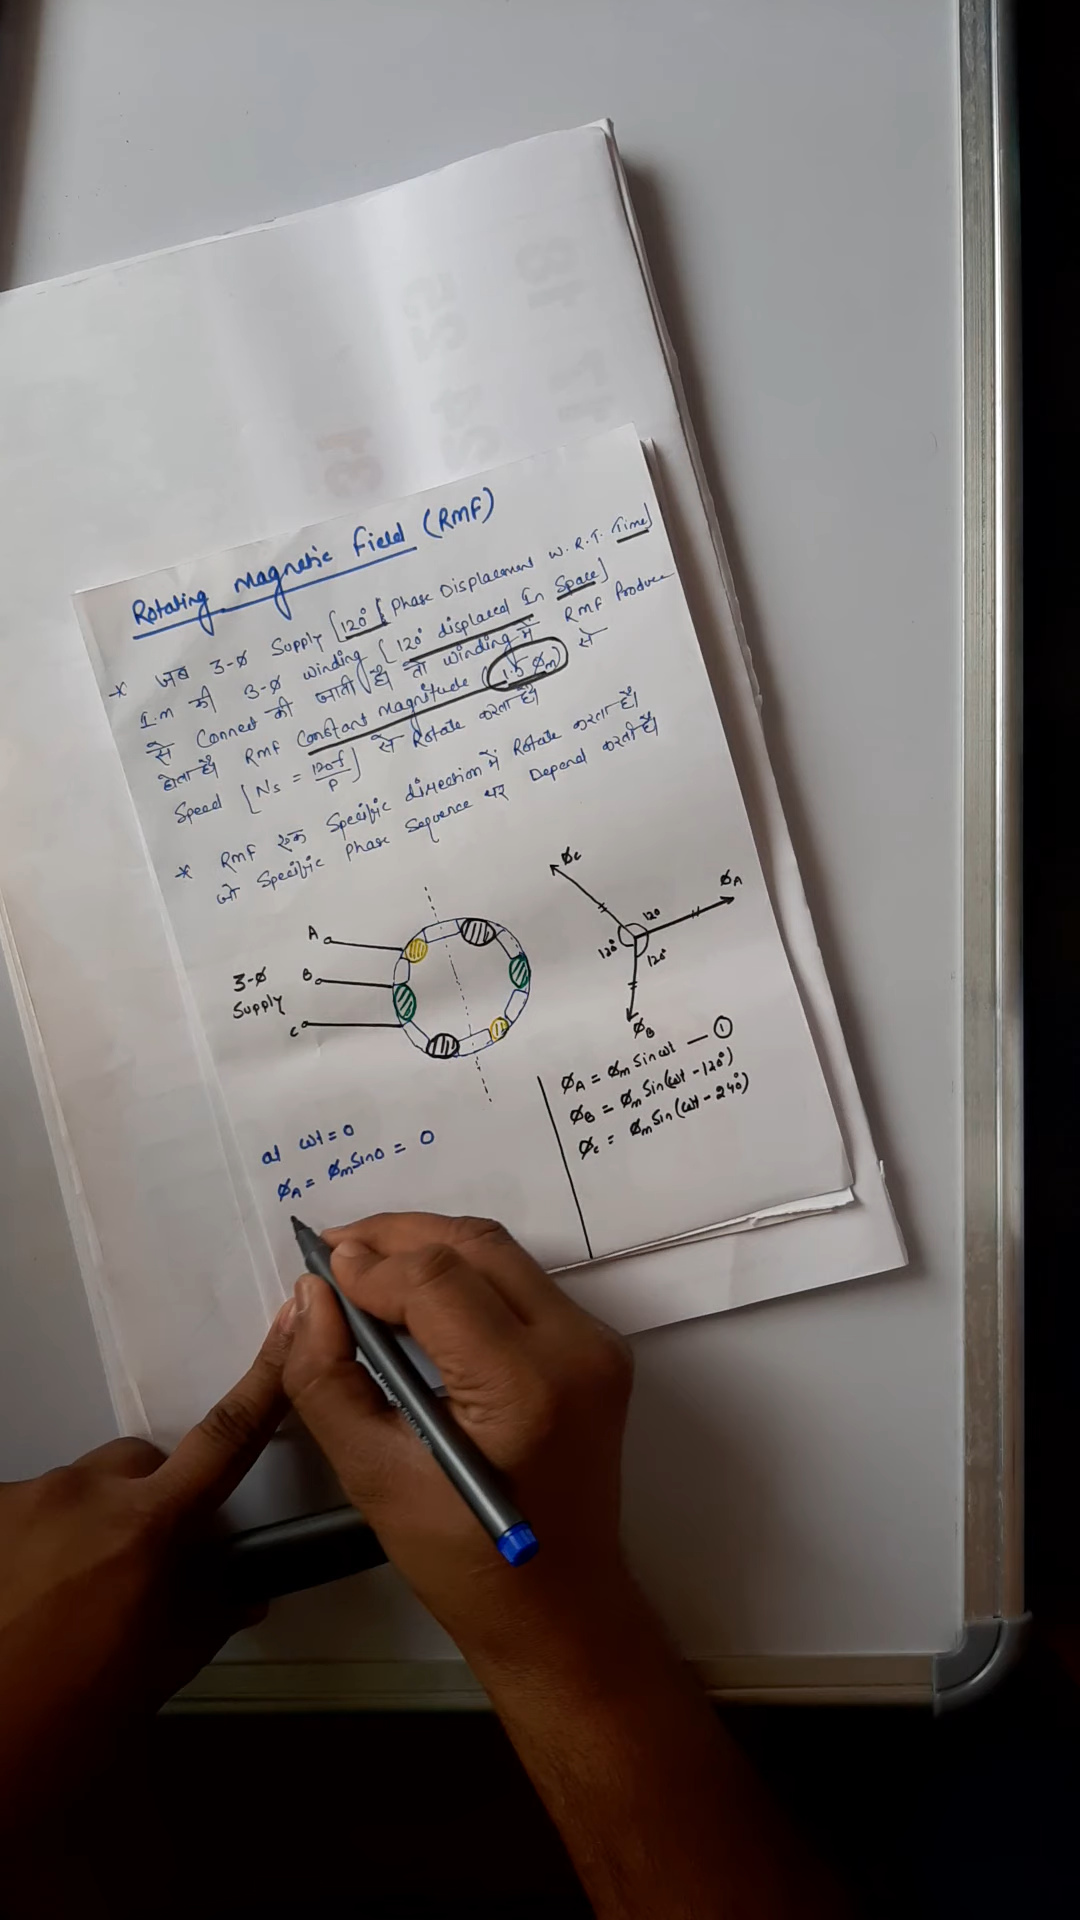 Rotating Magnetic Field (RMF)
* जब 3-Ø Supply [120° Phase Displacement W.R.T. Time]
I.m की 3-Ø Winding [120° displaced In Space]
से Connect की जाती है। तो Winding में RMF Produce
होता है। RMF Constant Magnitude (1.5 Øm) से
Speed [Ns = 120f/P] से Rotate करता है।
* RMF एक Specific direction में Rotate करता है।
जो Specific Phase Sequence पर Depend करती है।
A
B
C
3-Ø
Supply
Øc
ØA
120
120°
120°
ØB
ØA = Øm Sinωt — ①
ØB = Øm Sin(ωt - 120°)
Øc = Øm Sin(ωt - 240°)
at ωt = 0
ØA = Øm Sin0 = 0